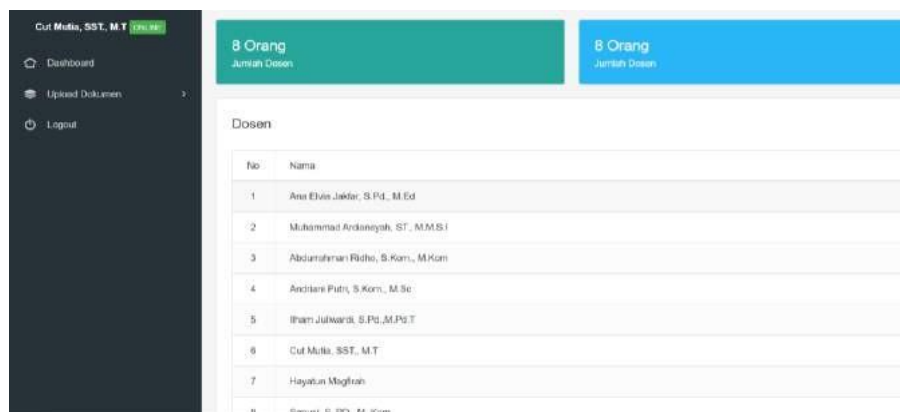 Cut Mutia, SST., M.T ONLINE
Dashboard
Upload Dokumen
Logout
8 Orang
Jumlah Dosen
8 Orang
Jumlah Dosen
Dosen
No Nama
1 Ana Elvia Jakfar, S.Pd., M.Ed
2 Muhammad Ardiansyah, ST., M.M.S.I
3 Abdurrahman Ridho, S.Kom., M.Kom
4 Andriani Putri, S.Kom., M.Sc
5 Ilham Juliwardi, S.Pd.,M.Pd.T
6 Cut Mutia, SST., M.T
7 Hayatun Maghfirah
8